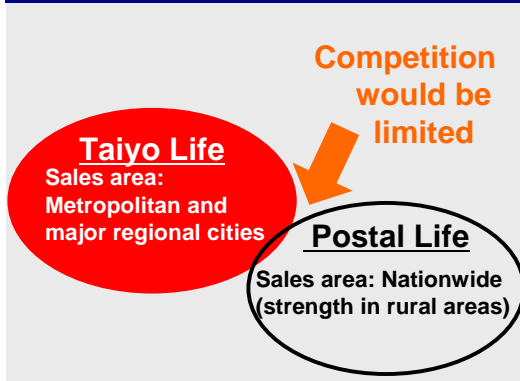 Competition
would be
limited
Taiyo Life
Sales area:
Metropolitan and
major regional cities
Postal Life
Sales area: Nationwide
(strength in rural areas)